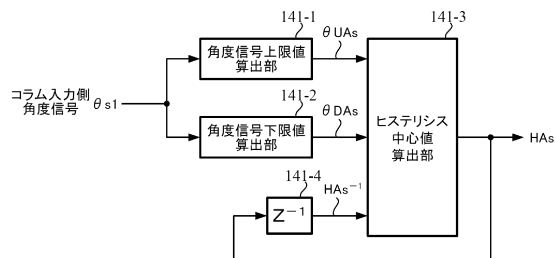 141-1
141-3
θUAs
角度信号上限値
算出部
コラム入力側
角度信号 θs1
141-2
θDAs
角度信号下限値
算出部
ヒステリシス
中心値
算出部
HAs
141-4
HAs⁻¹
Z⁻¹